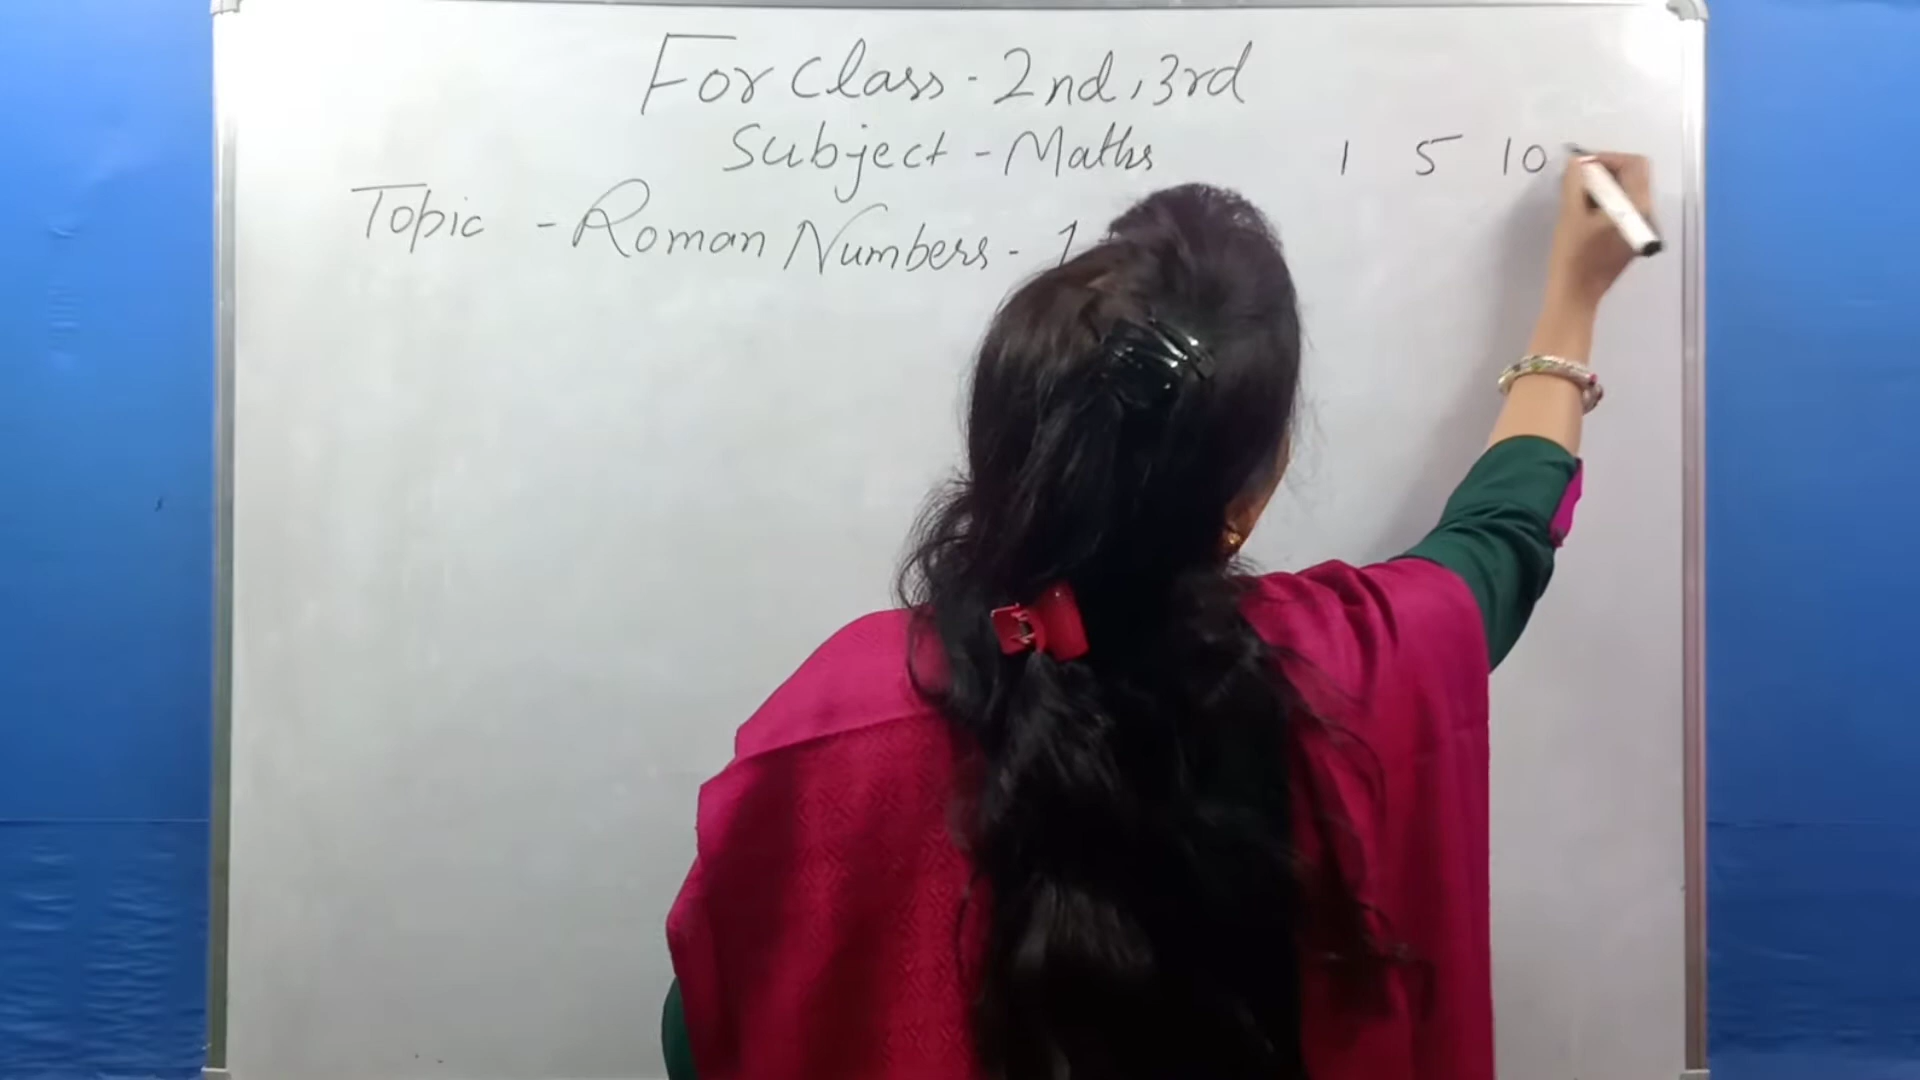 For Class - 2nd, 3rd
Subject - Maths
1 5 10
Topic - Roman Numbers - 1